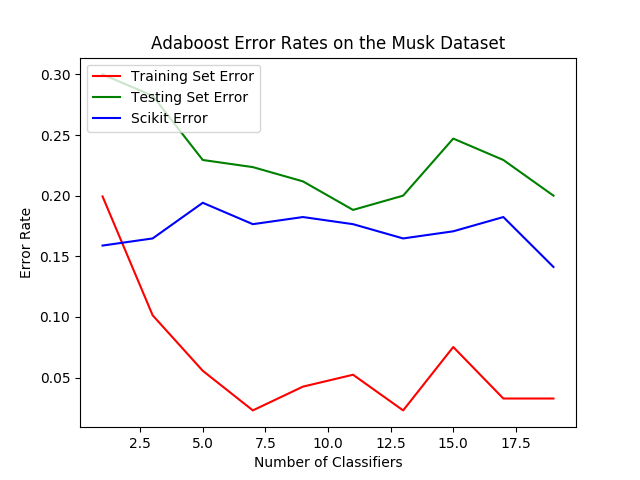 Adaboost Error Rates on the Musk Dataset
Training Set Error
Testing Set Error
Scikit Error
0.30
0.25
0.20
0.15
0.10
0.05
Error Rate
2.5 5.0 7.5 10.0 12.5 15.0 17.5
Number of Classifiers